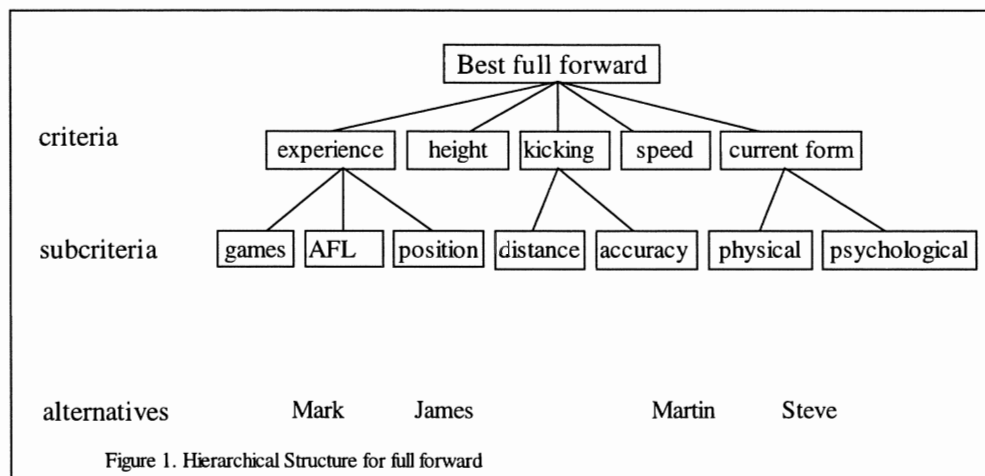 Best full forward
criteria
experience height kicking speed current form
subcriteria
games AFL position distance accuracy physical psychological
alternatives Mark James Martin Steve
Figure 1. Hierarchical Structure for full forward